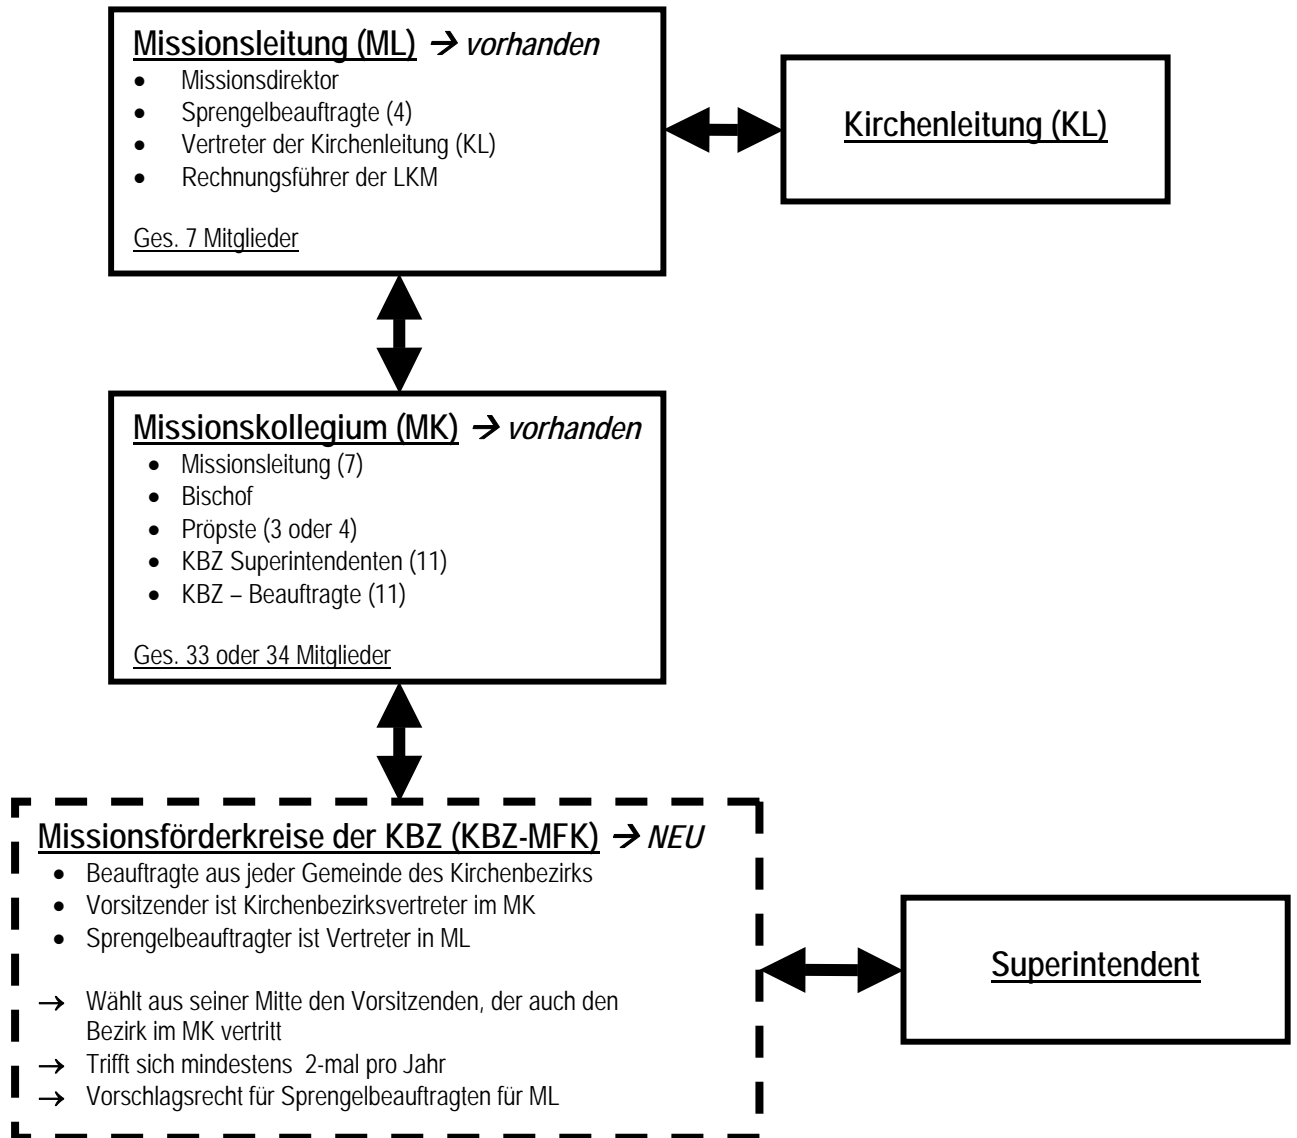 Missionsleitung (ML) → vorhanden
• Missionsdirektor
• Sprengelbeauftragte (4)
• Vertreter der Kirchenleitung (KL)
• Rechnungsführer der LKM
Ges. 7 Mitglieder
Kirchenleitung (KL)
Missionskollegium (MK) → vorhanden
• Missionsleitung (7)
• Bischof
• Pröpste (3 oder 4)
• KBZ Superintendenten (11)
• KBZ – Beauftragte (11)
Ges. 33 oder 34 Mitglieder
Missionsförderkreise der KBZ (KBZ-MFK) → NEU
• Beauftragte aus jeder Gemeinde des Kirchenbezirks
• Vorsitzender ist Kirchenbezirksvertreter im MK
• Sprengelbeauftragter ist Vertreter in ML
→ Wählt aus seiner Mitte den Vorsitzenden, der auch den
Bezirk im MK vertritt
→ Trifft sich mindestens 2-mal pro Jahr
→ Vorschlagsrecht für Sprengelbeauftragten für ML
Superintendent